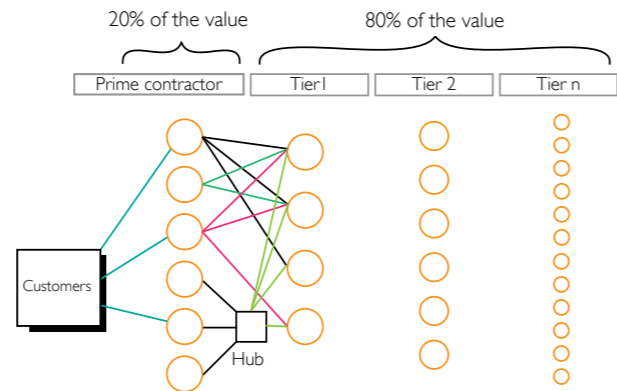 20% of the value
80% of the value
Prime contractor
Tier1
Tier 2
Tier n
Customers
Hub